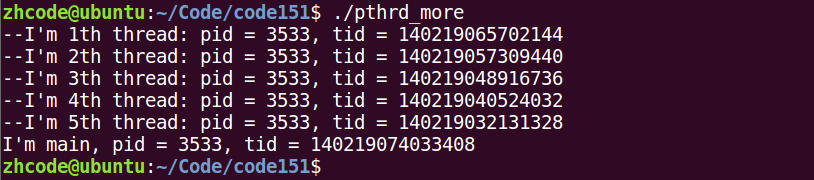 zhcode@ubuntu:~/Code/code151$ ./pthrd_more
--I'm 1th thread: pid = 3533, tid = 140219065702144
--I'm 2th thread: pid = 3533, tid = 140219057309440
--I'm 3th thread: pid = 3533, tid = 140219048916736
--I'm 4th thread: pid = 3533, tid = 140219040524032
--I'm 5th thread: pid = 3533, tid = 140219032131328
I'm main, pid = 3533, tid = 140219074033408
zhcode@ubuntu:~/Code/code151$